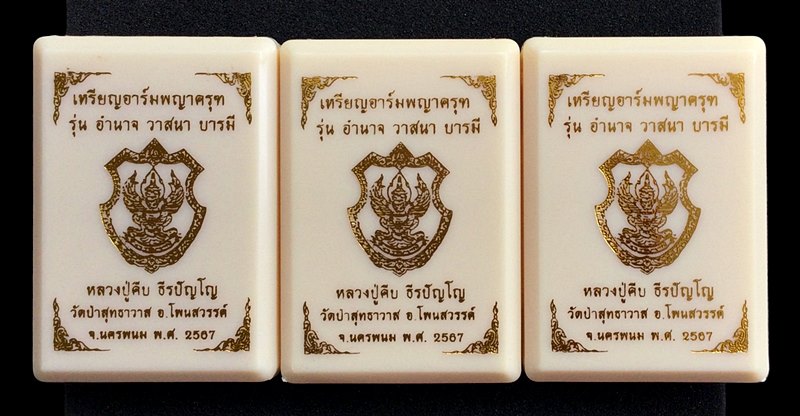 เหรียญอาร์มพญาครุฑ
รุ่น อำนาจ วาสนา บารมี
หลวงปู่คืบ ธีรปัญโญ
วัดป่าสุทธาวาส อ.โพนสวรรค์
จ.นครพนม พ.ศ. 2567
เหรียญอาร์มพญาครุฑ
รุ่น อำนาจ วาสนา บารมี
หลวงปู่คืบ ธีรปัญโญ
วัดป่าสุทธาวาส อ.โพนสวรรค์
จ.นครพนม พ.ศ. 2567
เหรียญอาร์มพญาครุฑ
รุ่น อำนาจ วาสนา บารมี
หลวงปู่คืบ ธีรปัญโญ
วัดป่าสุทธาวาส อ.โพนสวรรค์
จ.นครพนม พ.ศ. 2567